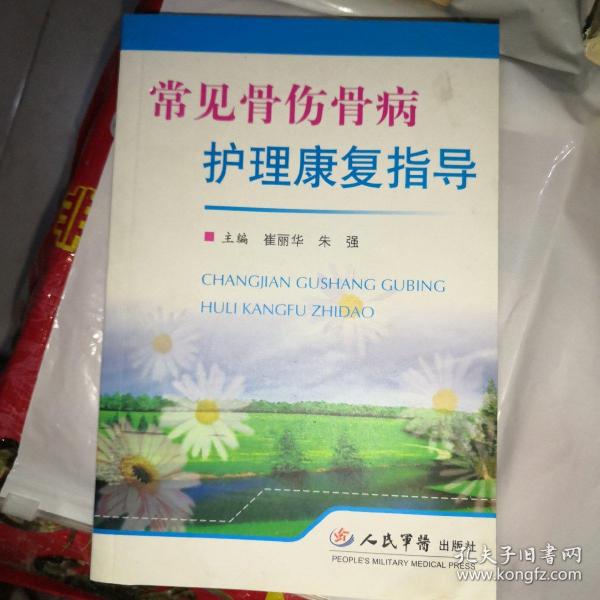 常见骨伤骨病
护理康复指导
主编 崔丽华 朱强
CHANGJIAN GUSHANG GUBING
HULI KANGFU ZHIDAO
人民军医 出版社
PEOPLE'S MILITARY MEDICAL PRESS
孔夫子旧书网
www.kongfz.com